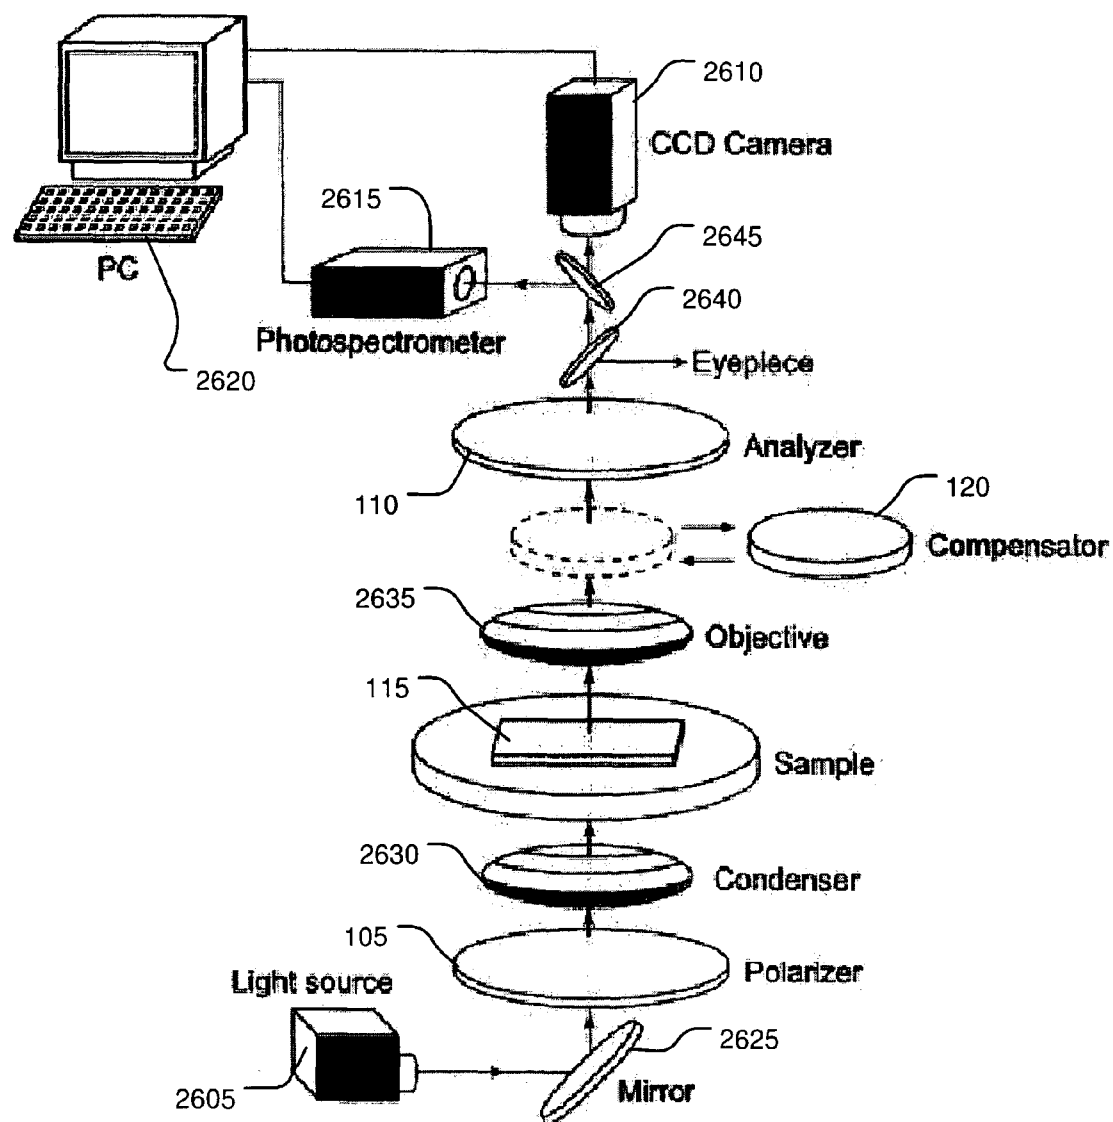 2610
CCD Camera
2615
2645
PC
2640
Photospectrometer
Eyepiece
2620
Analyzer
110
120
Compensator
2635
Objective
115
Sample
2630
Condenser
105
Polarizer
Light source
2625
2605
Mirror